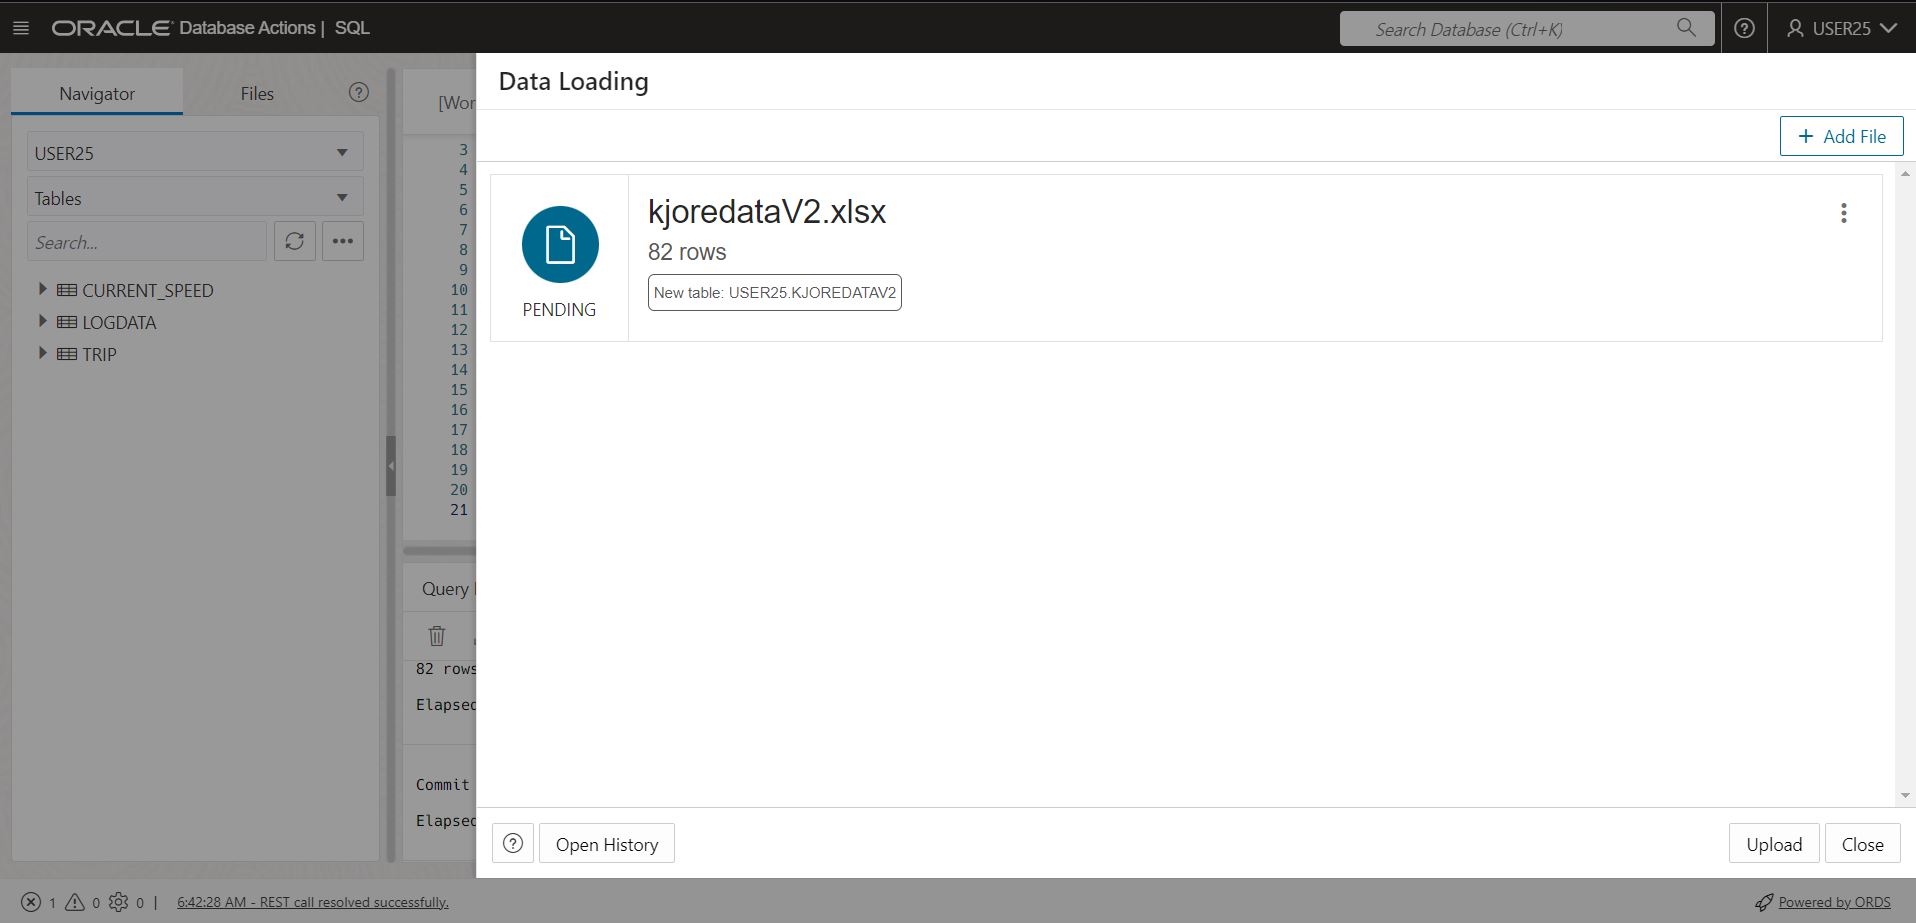 ORACLE Database Actions | SQL
Search Database (Ctrl+K)
USER25
Navigator
Files
USER25
Tables
Search...
CURRENT_SPEED
LOGDATA
TRIP
[Wor
3
4
5
6
7
8
9
10
11
12
13
14
15
16
17
18
19
20
21
Query
82 rows
Elapsed
Commit
Elapsed
Data Loading
+ Add File
PENDING
kjoredataV2.xlsx
82 rows
New table: USER25.KJOREDATAV2
? Open History
Upload
Close
1 0 0 | 6:42:28 AM - REST call resolved successfully.
Powered by ORDS